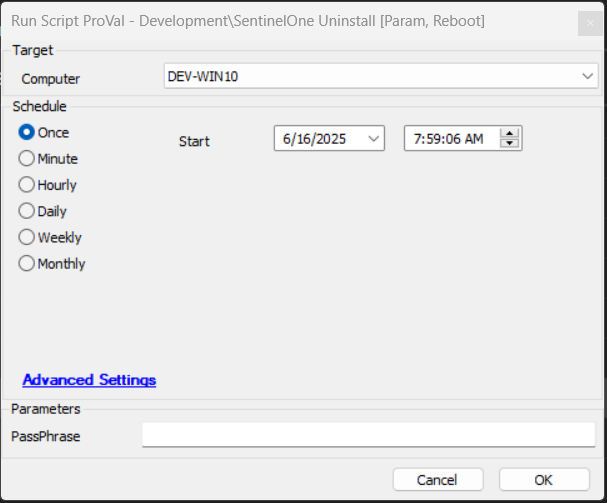 Run Script ProVal - Development\SentinelOne Uninstall [Param, Reboot]
Target
Computer DEV-WIN10
Schedule
Once Start 6/16/2025 7:59:06 AM
Minute
Hourly
Daily
Weekly
Monthly
Advanced Settings
Parameters
PassPhrase
Cancel OK